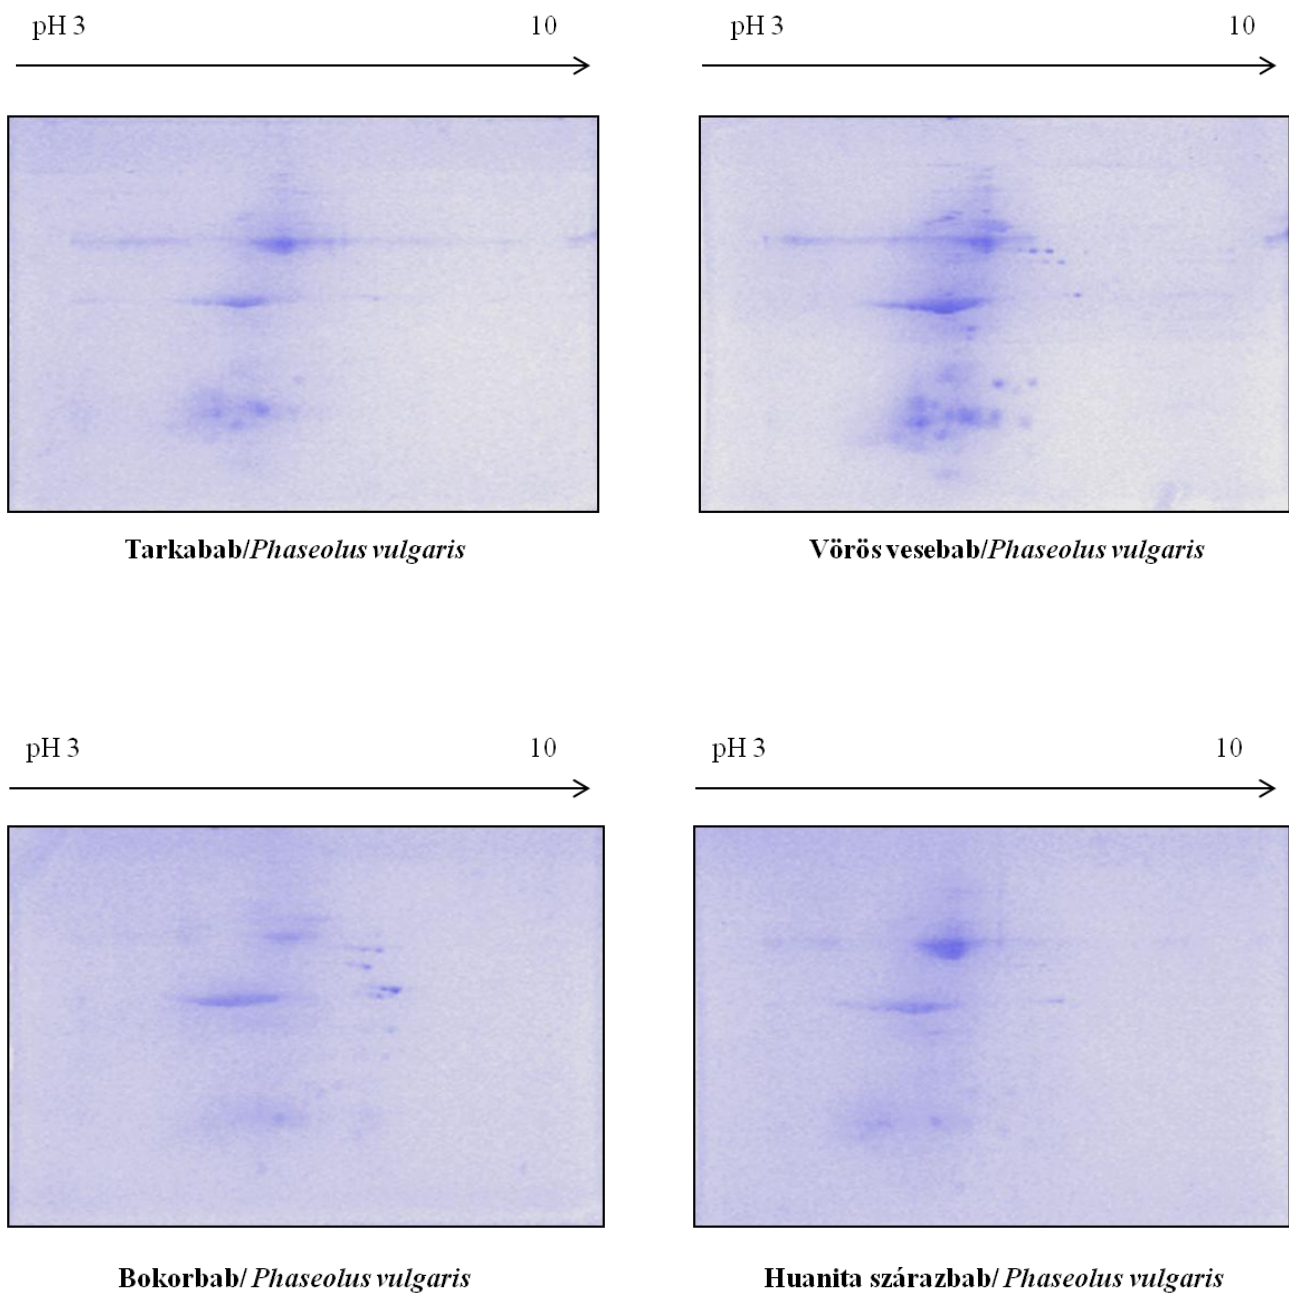 pH 3 10
pH 3 10
Tarkabab/Phaseolus vulgaris
Vörös vesebab/Phaseolus vulgaris
pH 3 10
pH 3 10
Bokorbab/ Phaseolus vulgaris
Huanita szárazbab/ Phaseolus vulgaris